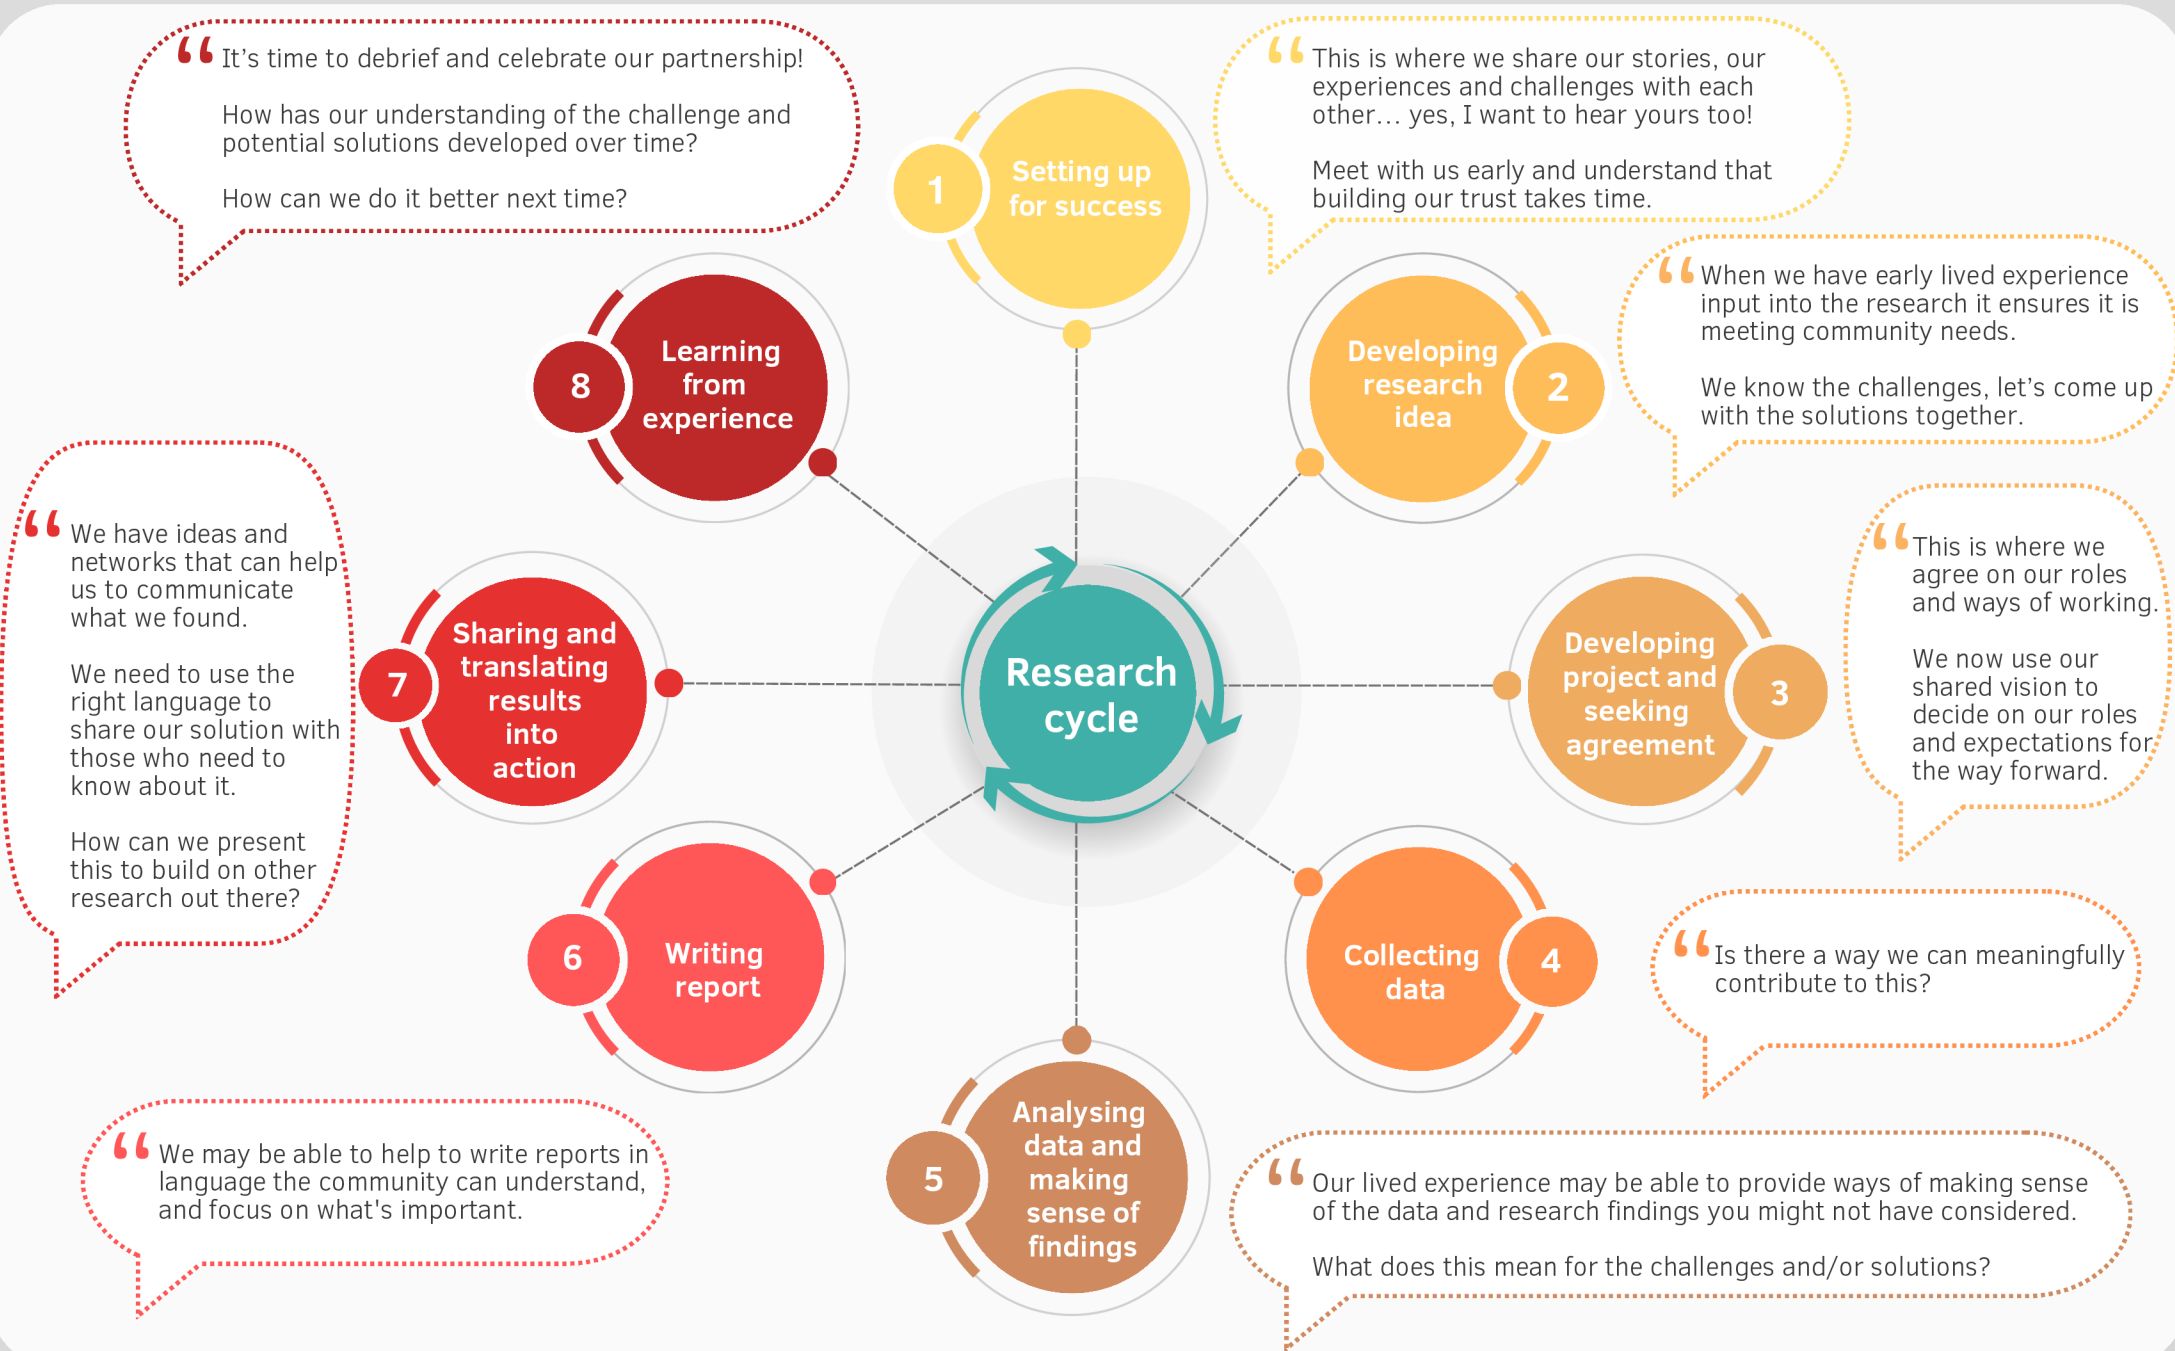 Research
cycle
1
Setting up
for success
“ This is where we share our stories, our
experiences and challenges with each
other... yes, I want to hear yours too!
Meet with us early and understand that
building our trust takes time.
2
Developing
research
idea
“ When we have early lived experience
input into the research it ensures it is
meeting community needs.
We know the challenges, let’s come up
with the solutions together.
3
Developing
project and
seeking
agreement
“ This is where we
agree on our roles
and ways of working.
We now use our
shared vision to
decide on our roles
and expectations for
the way forward.
4
Collecting
data
“ Is there a way we can meaningfully
contribute to this?
5
Analysing
data and
making
sense of
findings
“ Our lived experience may be able to provide ways of making sense
of the data and research findings you might not have considered.
What does this mean for the challenges and/or solutions?
6
Writing
report
“ We may be able to help to write reports in
language the community can understand,
and focus on what's important.
7
Sharing and
translating
results
into
action
“ We have ideas and
networks that can help
us to communicate
what we found.
We need to use the
right language to
share our solution with
those who need to
know about it.
How can we present
this to build on other
research out there?
8
Learning
from
experience
“ It’s time to debrief and celebrate our partnership!
How has our understanding of the challenge and
potential solutions developed over time?
How can we do it better next time?